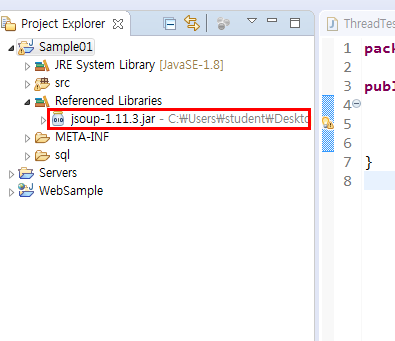 Project Explorer
Sample01
JRE System Library [JavaSE-1.8]
src
Referenced Libraries
jsoup-1.11.3.jar - C:₩Users₩student₩Deskto
META-INF
sql
Servers
WebSample
ThreadTes
1 pack
2
3 publ
4
5
6
7 }
8